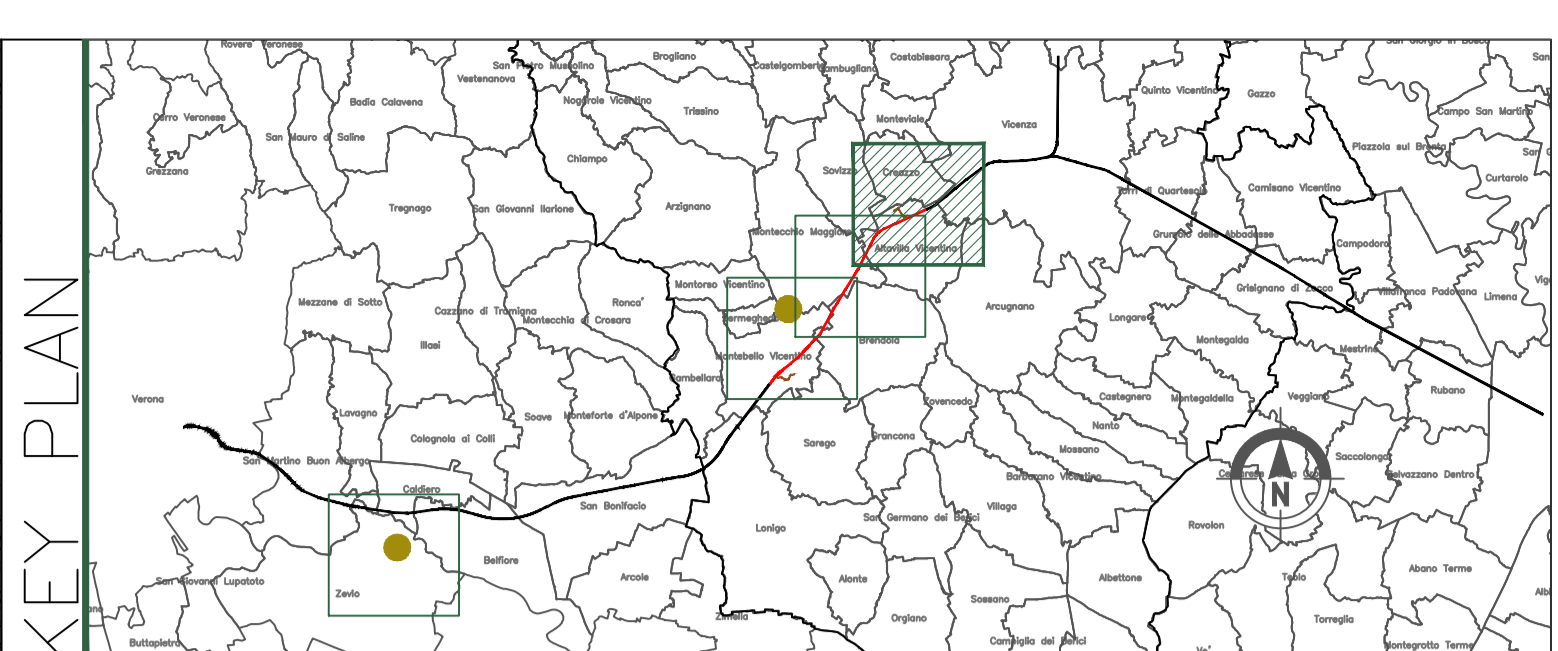 KEY PLAN
Rovere' Veronese
San Pietro Mussolino
Vestenanova
Brogliano
Castelgomberto
Gambugliano
Costabissara
San Giorgio in Bosco
San
Cerro Veronese
Badia Calavena
Nogarole Vicentino
Trissino
Monteviale
Vicenza
Quinto Vicentino
Gazzo
Campo San Martino
San Mauro di Saline
Chiampo
Piazzola sul Brenta
Grezzana
Sovizzo
Creazzo
Curtarolo
Tregnago
San Giovanni Ilarione
Arzignano
Torri di Quartesolo
Camisano Vicentino
Montecchio Maggiore
Altavilla Vicentina
Grumolo delle Abbadesse
Campodoro
Mezzane di Sotto
Cazzano di Tramigna
Montecchia di Crosara
Ronca'
Montorso Vicentino
Zermeghedo
Arcugnano
Longare
Grisignano di Zocco
Villafranca Padovana
Limena
Illasi
Montebello Vicentino
Brendola
Montegalda
Mestrino
Gambellara
Verona
Lavagno
Soave
Monteforte d'Alpone
Zovencedo
Castegnero
Montegaldella
Veggiano
Rubano
Colognola ai Colli
Sarego
Grancona
Nanto
Mossano
Saccolongo
San Martino Buon Albergo
Caldiero
San Bonifacio
Barbarano Vicentino
N
Selvazzano Dentro
Lonigo
San Germano dei Berici
Villaga
Rovolon
Belfiore
San Giovanni Lupatoto
Zevio
Arcole
Alonte
Albettone
Teolo
Abano Terme
Sossano
Zimella
Orgiano
Torreglia
Buttapietra
Campiglia dei Berici
Vo'
Montegrotto Terme